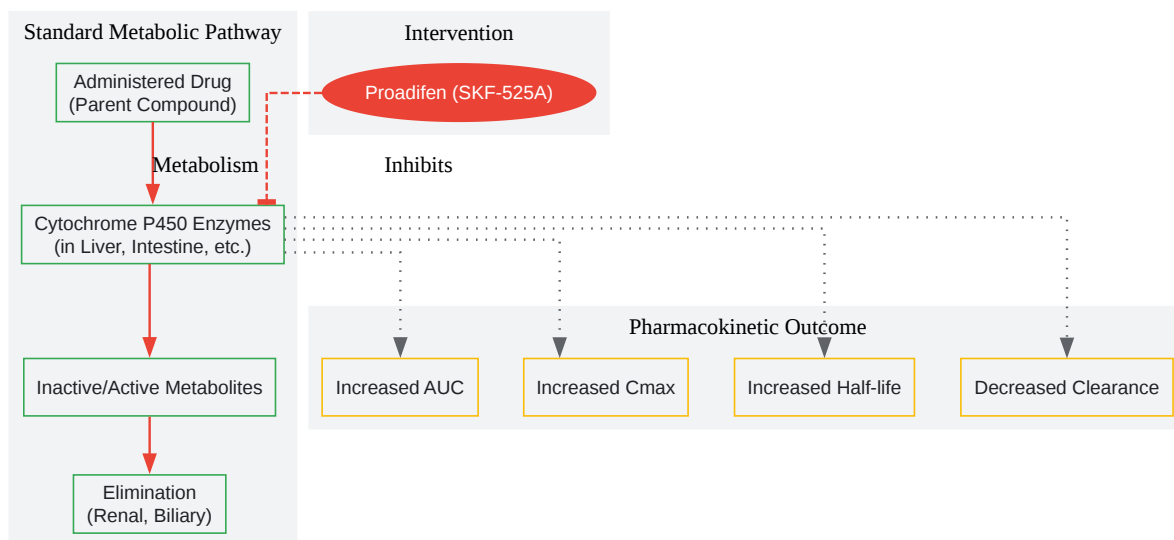 Standard Metabolic Pathway
Administered Drug
(Parent Compound)
Metabolism
Cytochrome P450 Enzymes
(in Liver, Intestine, etc.)
Inactive/Active Metabolites
Elimination
(Renal, Biliary)
Intervention
Proadifen (SKF-525A)
Inhibits
Pharmacokinetic Outcome
Increased AUC
Increased Cmax
Increased Half-life
Decreased Clearance